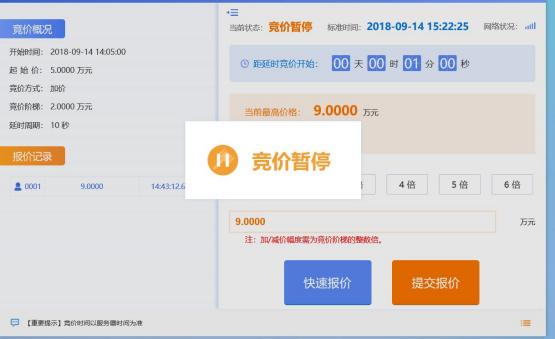 竞价概况
开始时间: 2018-09-14 14:05:00
起 始 价: 5.0000 万元
竞价方式: 加价
竞价阶梯: 2.0000 万元
延时周期: 10 秒
报价记录
0001 9.0000 14:43:12.6
当前状态: 竞价暂停 标准时间: 2018-09-14 15:22:25 网络状况:
距延时竞价开始: 00 天 00 时 01 分 00 秒
当前最高价格: 9.0000 万元
竞价暂停
4 倍 5 倍 6 倍
9.0000 万元
注: 加/减价幅度需为竞价阶梯的整数倍。
快速报价 提交报价
【重要提示】竞价时间以服务器时间为准